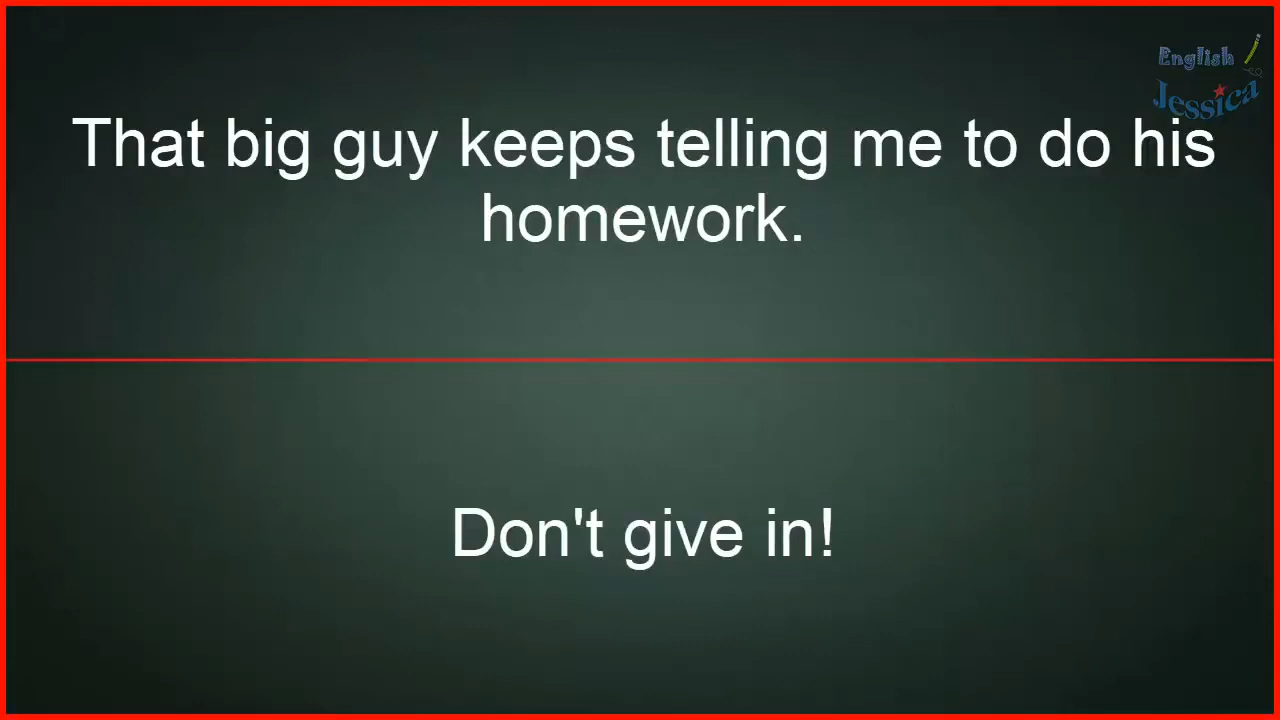 English
Jessica
That big guy keeps telling me to do his
homework.
Don't give in!